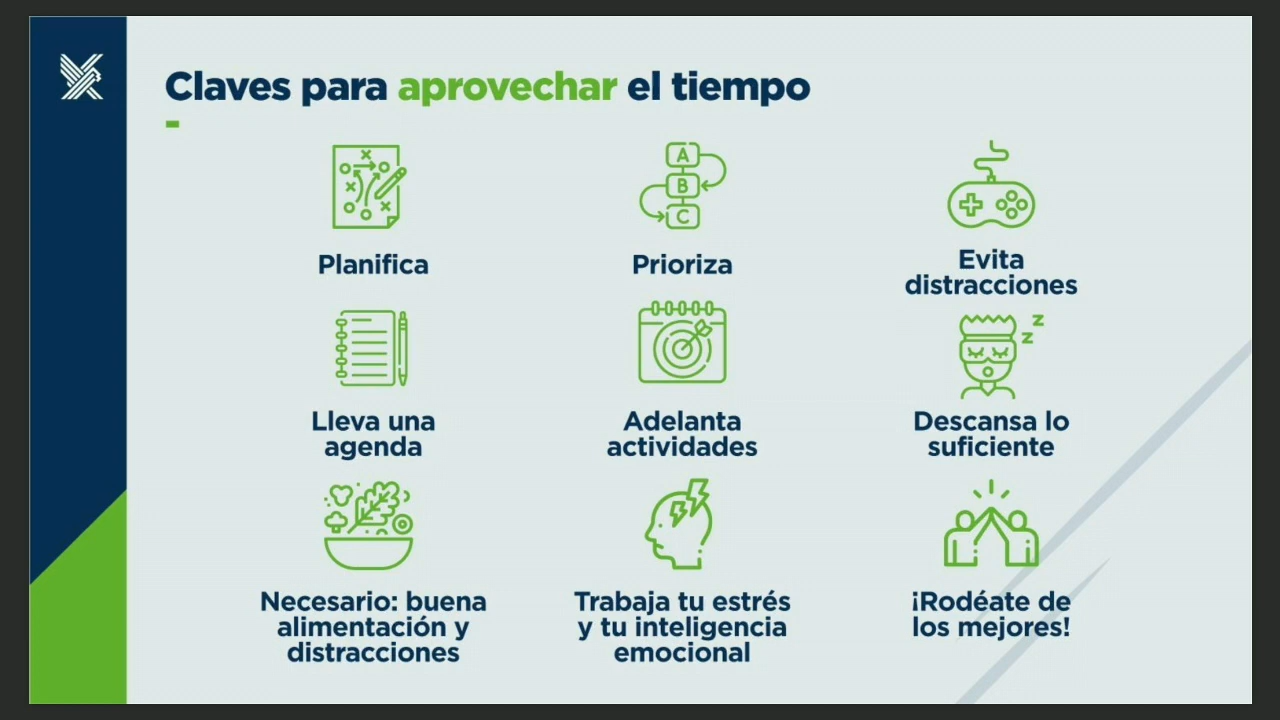 Claves para aprovechar el tiempo
A
B
C
Planifica
Prioriza
Evita
distracciones
z
z
Lleva una
agenda
Adelanta
actividades
Descansa lo
suficiente
Necesario: buena
alimentación y
distracciones
Trabaja tu estrés
y tu inteligencia
emocional
¡Rodéate de
los mejores!